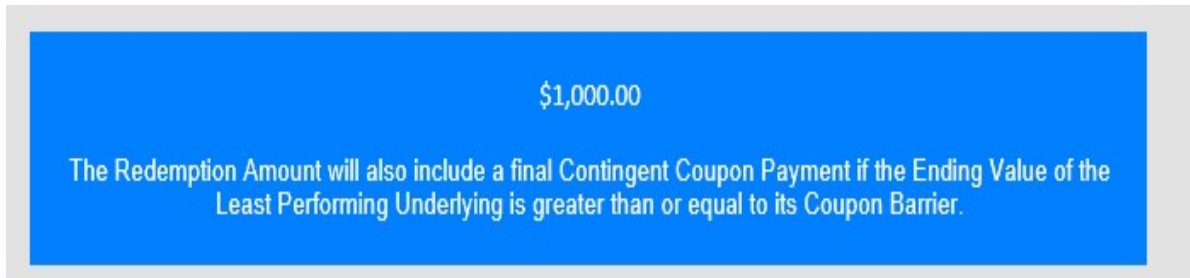 $1,000.00
The Redemption Amount will also include a final Contingent Coupon Payment if the Ending Value of the
Least Performing Underlying is greater than or equal to its Coupon Barrier.